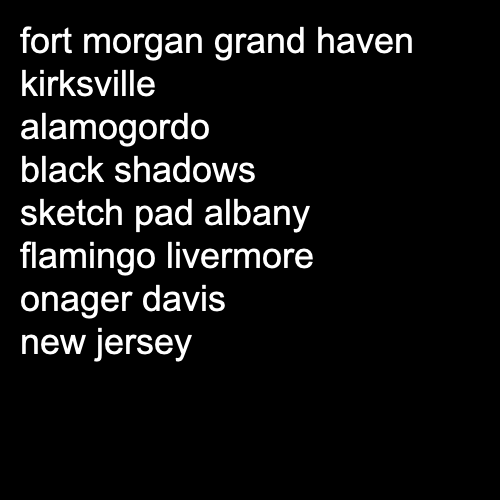 fort morgan grand haven
kirksville
alamogordo
black shadows
sketch pad albany
flamingo livermore
onager davis
new jersey